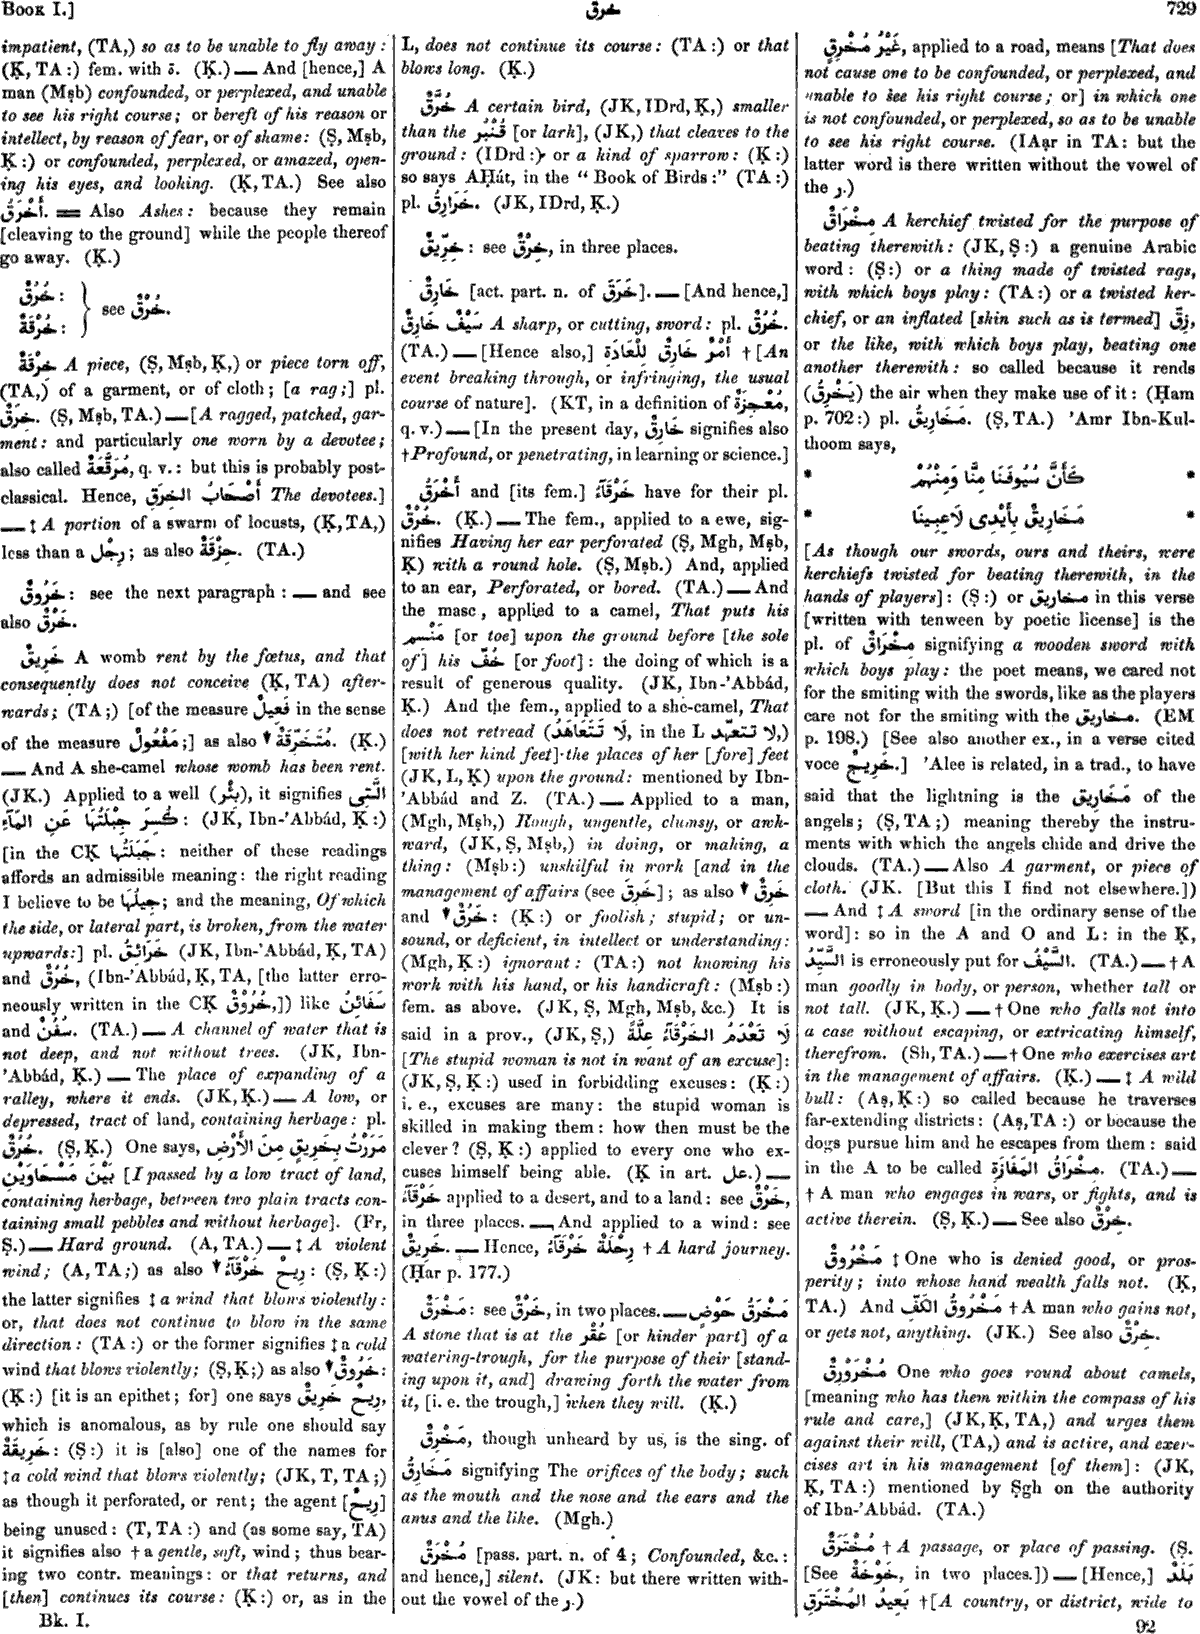 Book I.]
خرق
729
impatient, (TA,) so as to be unable to fly away :
(Ḳ, TA :) fem. with ة. (Ḳ.) — And [hence,] A
man (Mṣb) confounded, or perplexed, and unable
to see his right course; or bereft of his reason or
intellect, by reason of fear, or of shame: (Ṣ, Mṣb,
Ḳ :) or confounded, perplexed, or amazed, open-
ing his eyes, and looking. (Ḳ, TA.) See also
أَخْرَقُ. = Also Ashes: because they remain
[cleaving to the ground] while the people thereof
go away. (Ḳ.)
خُرُقٌ :
خُرْقَةٌ :
} see خُرْقٌ.
خِرْقَةٌ A piece, (Ṣ, Mṣb, Ḳ,) or piece torn off,
(TA,) of a garment, or of cloth; [a rag;] pl.
خِرَقٌ. (Ṣ, Mṣb, TA.) — [A ragged, patched, gar-
ment: and particularly one worn by a devotee;
also called مُرَقَّعَةٌ, q. v. : but this is probably post-
classical. Hence, أَصْحَابُ الخِرَقِ The devotees.]
— ‡ A portion of a swarm of locusts, (Ḳ, TA,)
less than a رِجْل; as also حِزْقَةٌ. (TA.)
خَرُوقٌ : see the next paragraph : — and see
also خَرْقٌ.
خَرِيقٌ A womb rent by the fœtus, and that
consequently does not conceive (Ḳ, TA) after-
wards; (TA;) [of the measure فَعِيلٌ in the sense
of the measure مَفْعُولٌ;] as also ▾ مُتَخَرِّقَةٌ. (Ḳ.)
— And A she-camel whose womb has been rent.
(JK.) Applied to a well (بِئْر), it signifies الَّتِى
كُسِرَ جِبْلَتُهَا عَنِ المَآءِ : (JK, Ibn-'Abbád, Ḳ :)
[in the CḲ جَبَلَتُها : neither of these readings
affords an admissible meaning : the right reading
I believe to be جِيلُهَا; and the meaning, Of which
the side, or lateral part, is broken, from the water
upwards:] pl. خَرَائِقُ (JK, Ibn-'Abbád, Ḳ, TA)
and خُرُقٌ, (Ibn-'Abbád, Ḳ, TA, [the latter erro-
neously written in the CḲ خُرُوقٌ,]) like سَفَائِنُ
and سُفُنٌ. (TA.) — A channel of water that is
not deep, and not without trees. (JK, Ibn-
'Abbád, Ḳ.) — The place of expanding of a
valley, where it ends. (JK, Ḳ.) — A low, or
depressed, tract of land, containing herbage: pl.
خُرُقٌ. (Ṣ, Ḳ.) One says, مَرَرْتُ بِخَرِيقٍ مِنَ الأَرْضِ
بَيْنَ مَسْحَاوَيْنِ [I passed by a low tract of land,
containing herbage, between two plain tracts con-
taining small pebbles and without herbage]. (Fr,
Ṣ.) — Hard ground. (A, TA.) — ‡ A violent
wind; (A, TA;) as also ▾ رِيحٌ خَرْقَآءُ : (Ṣ, Ḳ :)
the latter signifies ‡ a wind that blows violently :
or, that does not continue to blow in the same
direction: (TA :) or the former signifies ‡ a cold
wind that blows violently; (Ṣ, Ḳ;) as also ▾ خَرُوقٌ :
(Ḳ :) [it is an epithet; for] one says رِيحٌ خَرِيقٌ,
which is anomalous, as by rule one should say
خَرِيقَةٌ : (Ṣ :) it is [also] one of the names for
‡ a cold wind that blows violently; (JK, T, TA;)
as though it perforated, or rent; the agent [رِيحٌ]
being unused : (T, TA :) and (as some say, TA)
it signifies also † a gentle, soft, wind; thus bear-
ing two contr. meanings : or that returns, and
[then] continues its course: (Ḳ :) or, as in the
Bk. I.
L, does not continue its course: (TA :) or that
blows long. (Ḳ.)
خُرَّقٌ A certain bird, (JK, IDrd, Ḳ,) smaller
than the قُنْبُر [or lark], (JK,) that cleaves to the
ground: (IDrd :) or a kind of sparrow: (Ḳ :)
so says AḤát, in the “ Book of Birds :” (TA :)
pl. خَرَارِقُ. (JK, IDrd, Ḳ.)
خِرِّيقٌ : see خِرْقٌ, in three places.
خَارِقٌ [act. part. n. of خَرَقَ]. — [And hence,]
سَيْفٌ خَارِقٌ A sharp, or cutting, sword: pl. خُرُقٌ.
(TA.) — [Hence also,] أَمْرٌ خَارِقٌ لِلْعَادَةِ † [An
event breaking through, or infringing, the usual
course of nature]. (KT, in a definition of مُعْجِزَةٌ,
q. v.) — [In the present day, خَارِقٌ signifies also
† Profound, or penetrating, in learning or science.]
أَخْرَقُ and [its fem.] خَرْقَآءُ have for their pl.
خُرْقٌ. (Ḳ.) — The fem., applied to a ewe, sig-
nifies Having her ear perforated (Ṣ, Mgh, Mṣb,
Ḳ) with a round hole. (Ṣ, Mṣb.) And, applied
to an ear, Perforated, or bored. (TA.) — And
the masc , applied to a camel, That puts his
مَنْسِم [or toe] upon the ground before [the sole
of] his خُفّ [or foot] : the doing of which is a
result of generous quality. (JK, Ibn-'Abbád,
Ḳ.) And the fem., applied to a she-camel, That
does not retread (لَا تَتَعَاهَدُ, in the L لَا تَتَعَهَّد,)
[with her hind feet] the places of her [fore] feet
(JK, L, Ḳ) upon the ground: mentioned by Ibn-
'Abbád and Z. (TA.) — Applied to a man,
(Mgh, Mṣb,) Rough, ungentle, clumsy, or awk-
ward, (JK, Ṣ, Mṣb,) in doing, or making, a
thing: (Mṣb :) unskilful in work [and in the
management of affairs (see خَرِقَ] ; as also ▾ خَرِقٌ
and ▾ خَرُقٌ : (Ḳ :) or foolish; stupid; or un-
sound, or deficient, in intellect or understanding:
(Mgh, Ḳ :) ignorant: (TA :) not knowing his
work with his hand, or his handicraft: (Mṣb :)
fem. as above. (JK, Ṣ, Mgh, Mṣb, &c.) It is
said in a prov., (JK, Ṣ,) لَا تَعْدَمُ الخَرْقَآءُ عِلَّةً
[The stupid woman is not in want of an excuse] :
(JK, Ṣ, Ḳ :) used in forbidding excuses : (Ḳ :)
i. e., excuses are many : the stupid woman is
skilled in making them : how then must be the
clever ? (Ṣ, Ḳ :) applied to every one who ex-
cuses himself being able. (Ḳ in art. عل.) —
خَرْقَآءُ applied to a desert, and to a land : see خَرْقٌ,
in three places. — And applied to a wind : see
خَرِيقٌ. — Hence, رِحْلَةٌ خَرْقَآءُ † A hard journey.
(Ḥar p. 177.)
مَخْرَقٌ : see خَرْقٌ, in two places. — مَخْرَقُ حَوْضٍ
A stone that is at the عُقْر [or hinder part] of a
watering-trough, for the purpose of their [stand-
ing upon it, and] drawing forth the water from
it, [i. e. the trough,] when they will. (Ḳ.)
مَخْرِقٌ, though unheard by us, is the sing. of
مَخَارِقُ signifying The orifices of the body; such
as the mouth and the nose and the ears and the
anus and the like. (Mgh.)
مُخْرَقٌ [pass. part. n. of 4; Confounded, &c. :
and hence,] silent. (JK : but there written with-
out the vowel of the ر.)
غَيْرُ مُخْرِقٍ, applied to a road, means [That does
not cause one to be confounded, or perplexed, and
unable to see his right course; or] in which one
is not confounded, or perplexed, so as to be unable
to see his right course. (IAạr in TA : but the
latter word is there written without the vowel of
the ر.)
مِخْرَاقٌ A kerchief twisted for the purpose of
beating therewith: (JK, Ṣ :) a genuine Arabic
word : (Ṣ :) or a thing made of twisted rags,
with which boys play: (TA :) or a twisted ker-
chief, or an inflated [skin such as is termed] زِقّ,
or the like, with which boys play, beating one
another therewith: so called because it rends
(يَخْرِقُ) the air when they make use of it : (Ḥam
p. 702 :) pl. مَخَارِيقُ. (Ṣ, TA.) 'Amr Ibn-Kul-
thoom says,
* كَأَنَّ سُيُوفَنَا مِنَّا وَمِنْهُمْ *
* مَخَارِيقٌ بِأَيْدِى لَاعِبِينَا *
[As though our swords, ours and theirs, were
kerchiefs twisted for beating therewith, in the
hands of players] : (Ṣ :) or مخاريق in this verse
[written with tenween by poetic license] is the
pl. of مِخْرَاقٌ signifying a wooden sword with
which boys play: the poet means, we cared not
for the smiting with the swords, like as the players
care not for the smiting with the مخاريق. (EM
p. 198.) [See also another ex., in a verse cited
voce خَرِيجٌ.] 'Alee is related, in a trad., to have
said that the lightning is the مَخَارِيق of the
angels; (Ṣ, TA;) meaning thereby the instru-
ments with which the angels chide and drive the
clouds. (TA.) — Also A garment, or piece of
cloth. (JK. [But this I find not elsewhere.])
— And ‡ A sword [in the ordinary sense of the
word] : so in the A and O and L : in the Ḳ,
السَّيِّدُ is erroneously put for السَّيْفُ. (TA.) — † A
man goodly in body, or person, whether tall or
not tall. (JK, Ḳ.) — † One who falls not into
a case without escaping, or extricating himself,
therefrom. (Sh, TA.) — † One who exercises art
in the management of affairs. (Ḳ.) — ‡ A wild
bull: (Aṣ, Ḳ :) so called because he traverses
far-extending districts : (Aṣ, TA :) or because the
dogs pursue him and he escapes from them : said
in the A to be called مِخْرَاقُ المَفَازَةِ. (TA.) —
† A man who engages in wars, or fights, and is
active therein. (Ṣ, Ḳ.) — See also خِرْقٌ.
مَخْرُوقٌ ‡ One who is denied good, or pros-
perity; into whose hand wealth falls not. (Ḳ,
TA.) And مَخْرُوقُ الكَفِّ † A man who gains not,
or gets not, anything. (JK.) See also خِرْقٌ.
مُخْرَوْرِقٌ One who goes round about camels,
[meaning who has them within the compass of his
rule and care,] (JK, Ḳ, TA,) and urges them
against their will, (TA,) and is active, and exer-
cises art in his management [of them] : (JK,
Ḳ, TA :) mentioned by Ṣgh on the authority
of Ibn-'Abbád. (TA.)
مُخْتَرَقٌ † A passage, or place of passing. (Ṣ.
[See خَوْخَةٌ, in two places.]) — [Hence,] بَلَدٌ
بَعِيدُ المُخْتَرَقِ † [A country, or district, wide to
92